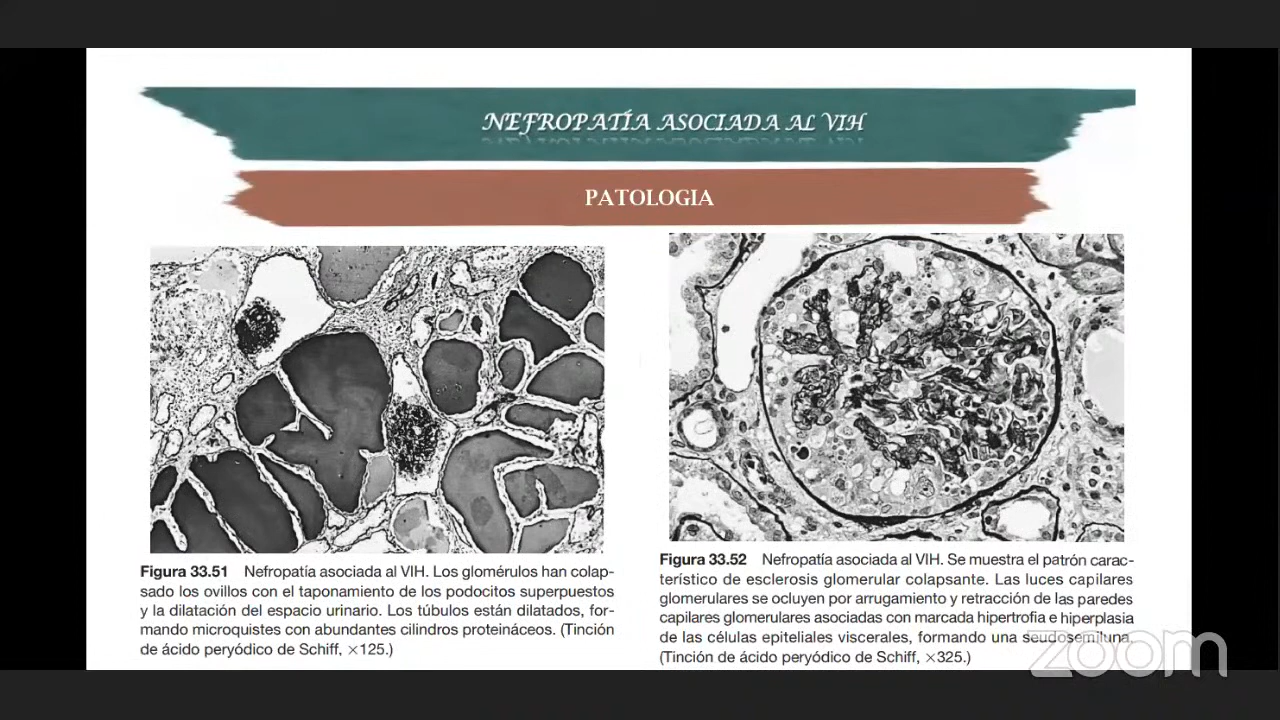 NEFROPATÍA ASOCIADA AL VIH
PATOLOGIA
Figura 33.51 Nefropatía asociada al VIH. Los glomérulos han colap-
sado los ovillos con el taponamiento de los podocitos superpuestos
y la dilatación del espacio urinario. Los túbulos están dilatados, for-
mando microquistes con abundantes cilindros proteináceos. (Tinción
de ácido peryódico de Schiff, ×125.)
Figura 33.52 Nefropatía asociada al VIH. Se muestra el patrón carac-
terístico de esclerosis glomerular colapsante. Las luces capilares
glomerulares se ocluyen por arrugamiento y retracción de las paredes
capilares glomerulares asociadas con marcada hipertrofia e hiperplasia
de las células epiteliales viscerales, formando una seudosemiluna.
(Tinción de ácido peryódico de Schiff, ×325.)
zoom